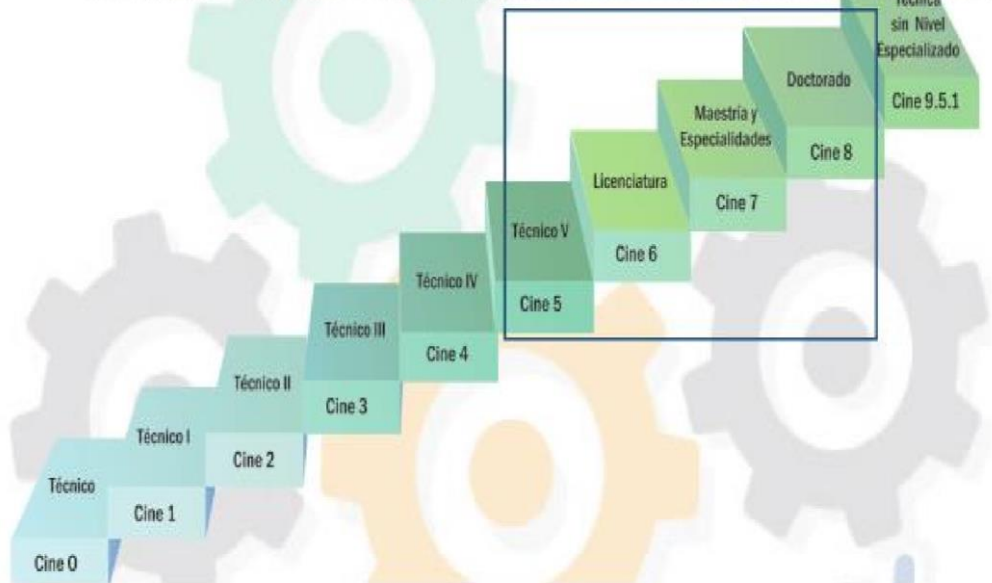 Técnica
sin Nivel
Especializado
Cine 9.5.1
Doctorado
Cine 8
Maestría y
Especialidades
Cine 7
Licenciatura
Cine 6
Técnico V
Cine 5
Técnico IV
Cine 4
Técnico III
Cine 3
Técnico II
Cine 2
Técnico I
Cine 1
Técnico
Cine 0